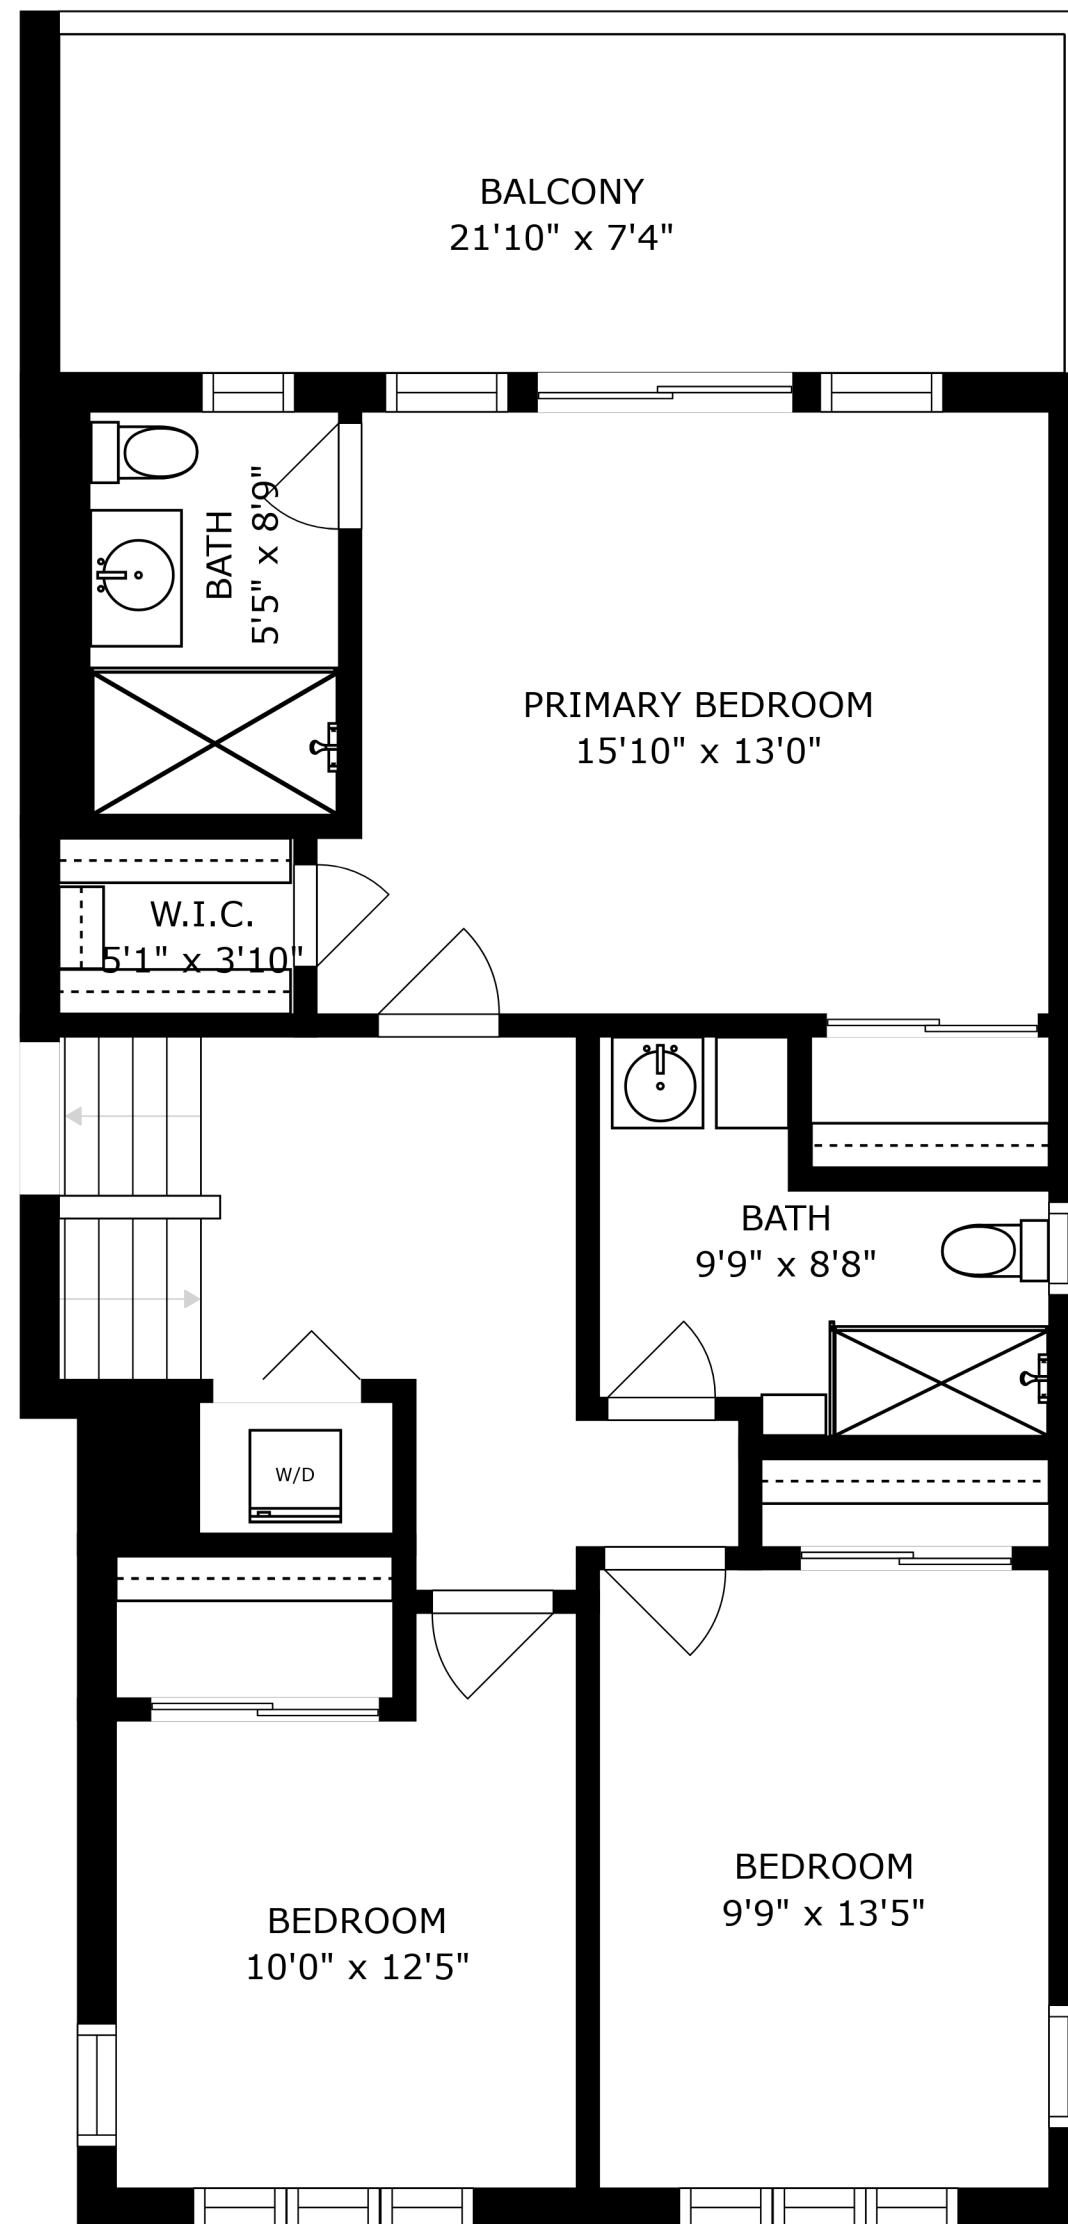 BALCONY
21'10" x 7'4"
BATH
5'5" x 8'9"
PRIMARY BEDROOM
15'10" x 13'0"
W.I.C.
5'1" x 3'10"
BATH
9'9" x 8'8"
W/D
BEDROOM
9'9" x 13'5"
BEDROOM
10'0" x 12'5"